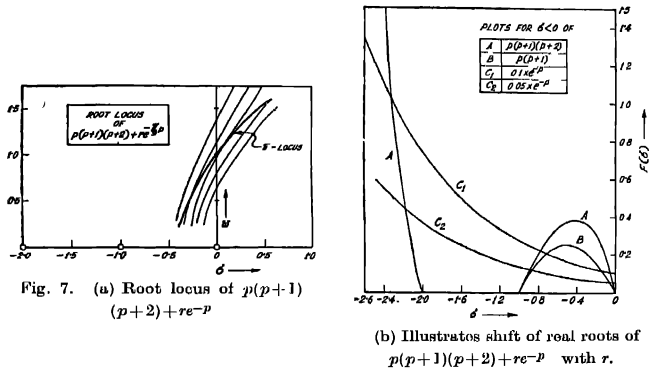 ROOT LOCUS
OF
p(p+1)(p+2)+re
π-LOCUS
ω
1·5
1·0
0·5
-2·0 -1·5 -1·0 -0·5 0 0·5 1·0
σ
Fig. 7. (a) Root locus of p(p+1)
(p+2)+re⁻ᵖ
PLOTS FOR σ<0 OF
A p(p+1)(p+2)
B p(p+1)
C₁ 0·1×e⁻ᵖ
C₂ 0·05×e⁻ᵖ
A
C₁
C₂
A
B
1·5
1·0
0·8
0·6
0·4
0·2
F(σ)
-2·6 -2·4 -2·0 -1·6 -1·2 -0·8 -0·4 0
σ
(b) Illustrates shift of real roots of
p(p+1)(p+2)+re⁻ᵖ with r.